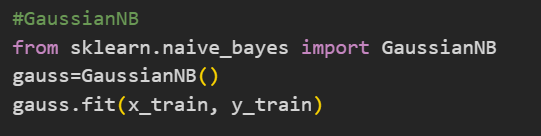 #GaussianNB
from sklearn.naive_bayes import GaussianNB
gauss=GaussianNB()
gauss.fit(x_train, y_train)